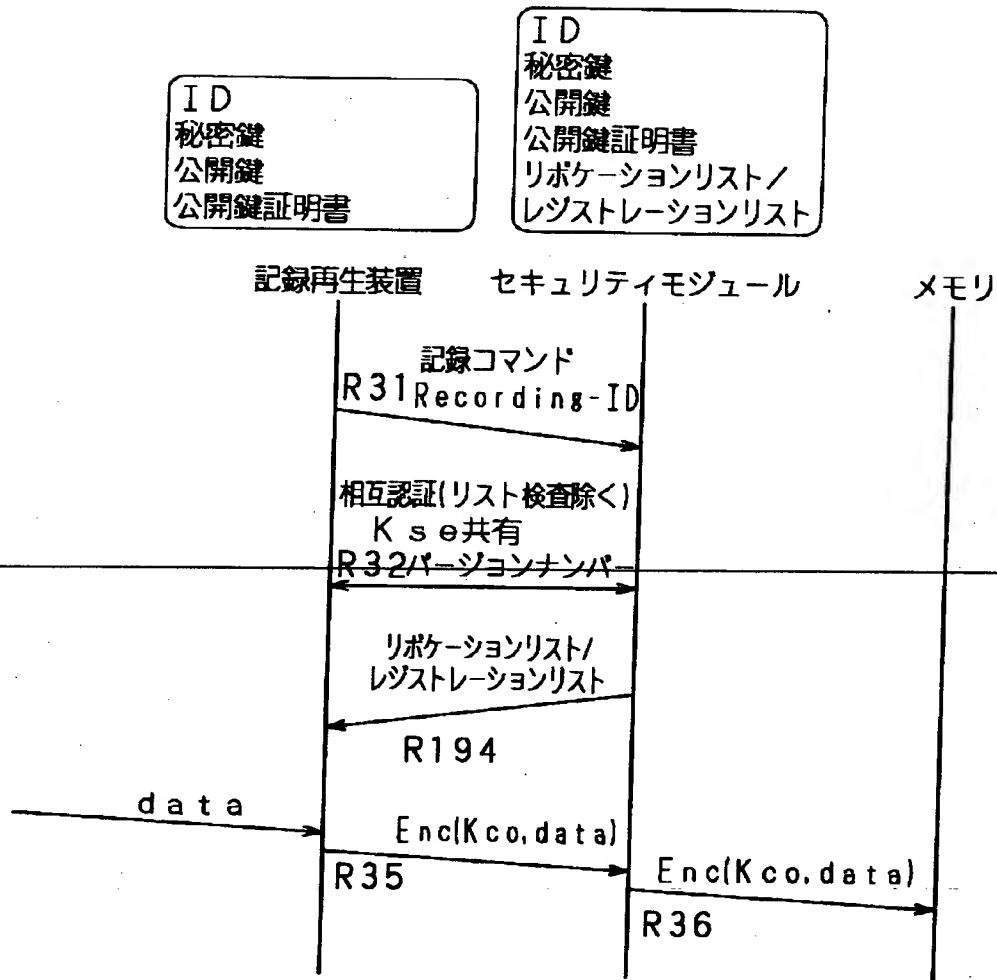 ID
秘密鍵
公開鍵
公開鍵証明書
ID
秘密鍵
公開鍵
公開鍵証明書
リボケーションリスト/
レジストレーションリスト
記録再生装置
セキュリティモジュール
メモリ
記録コマンド
R31 Recording-ID
相互認証(リスト検査除く)
Kse共有
R32バージョンナンバー
リボケーションリスト/
レジストレーションリスト
R194
data
Enc(Kco,data)
R35
Enc(Kco,data)
R36